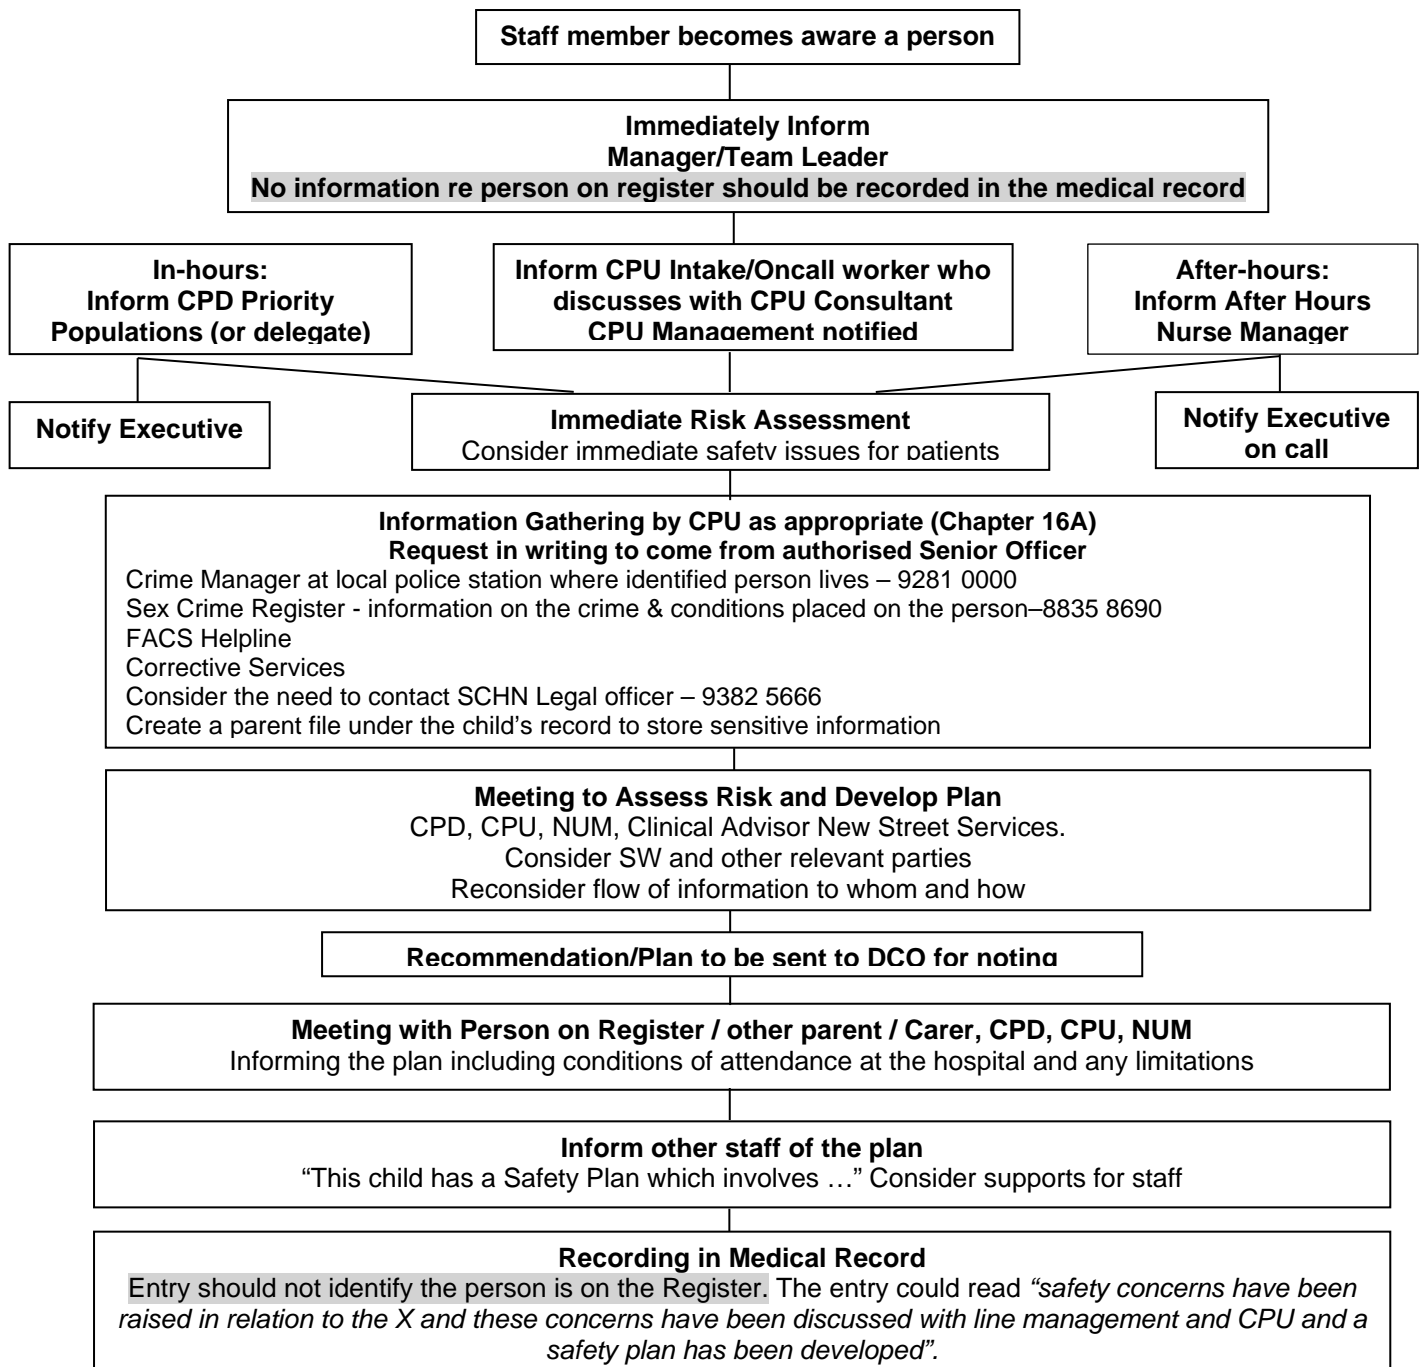 Staff member becomes aware a person
Immediately Inform
Manager/Team Leader
No information re person on register should be recorded in the medical record
In-hours:
Inform CPD Priority
Populations (or delegate)
Inform CPU Intake/Oncall worker who
discusses with CPU Consultant
CPU Management notified
After-hours:
Inform After Hours
Nurse Manager
Notify Executive
Immediate Risk Assessment
Consider immediate safety issues for patients
Notify Executive
on call
Information Gathering by CPU as appropriate (Chapter 16A)
Request in writing to come from authorised Senior Officer
Crime Manager at local police station where identified person lives – 9281 0000
Sex Crime Register - information on the crime & conditions placed on the person–8835 8690
FACS Helpline
Corrective Services
Consider the need to contact SCHN Legal officer – 9382 5666
Create a parent file under the child’s record to store sensitive information
Meeting to Assess Risk and Develop Plan
CPD, CPU, NUM, Clinical Advisor New Street Services.
Consider SW and other relevant parties
Reconsider flow of information to whom and how
Recommendation/Plan to be sent to DCO for noting
Meeting with Person on Register / other parent / Carer, CPD, CPU, NUM
Informing the plan including conditions of attendance at the hospital and any limitations
Inform other staff of the plan
“This child has a Safety Plan which involves …” Consider supports for staff
Recording in Medical Record
Entry should not identify the person is on the Register. The entry could read “safety concerns have been
raised in relation to the X and these concerns have been discussed with line management and CPU and a
safety plan has been developed”.